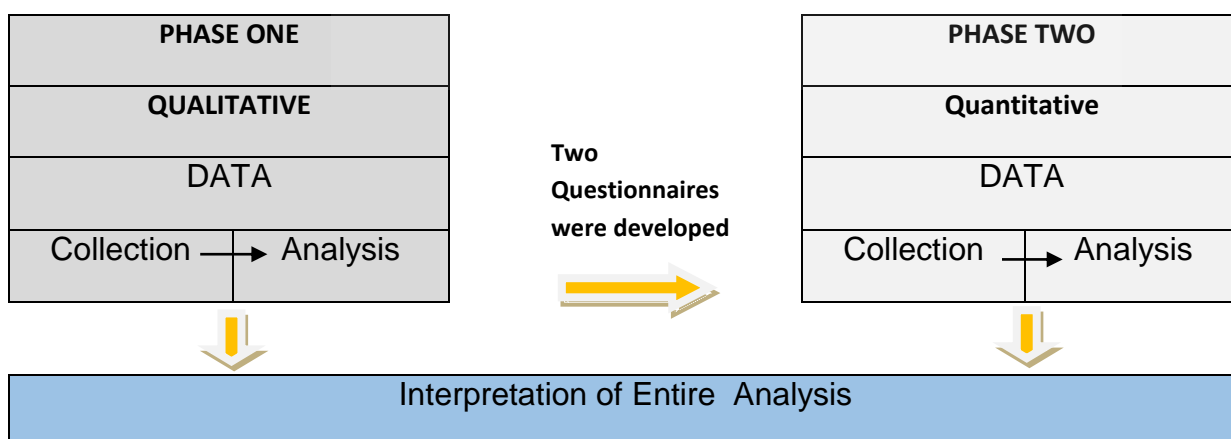 PHASE ONE
QUALITATIVE
DATA
Collection Analysis
Two
Questionnaires
were developed
PHASE TWO
Quantitative
DATA
Collection Analysis
Interpretation of Entire Analysis